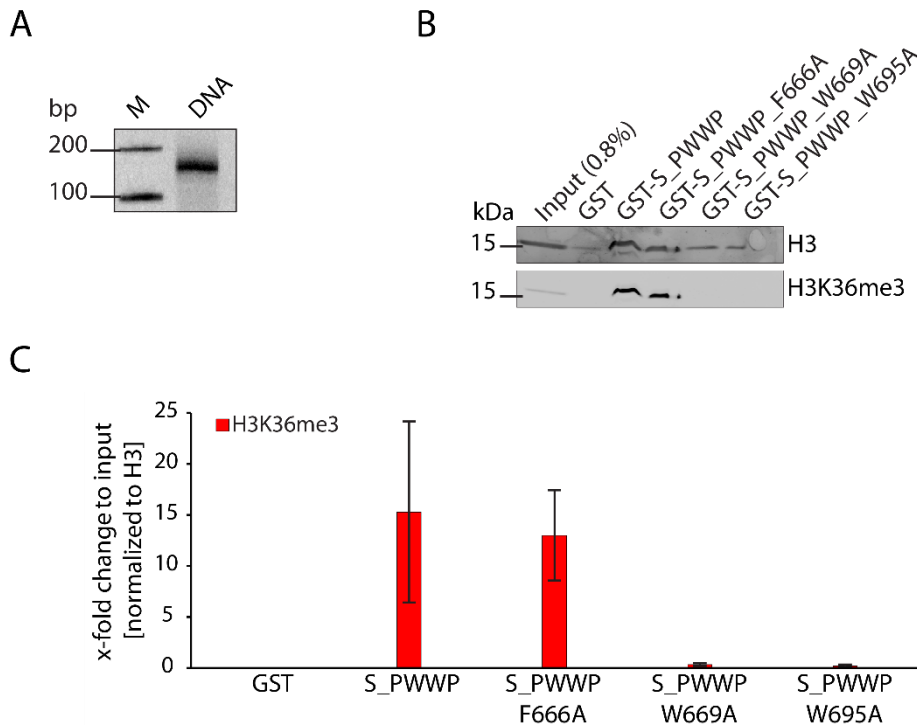 A
bp
M
DNA
200
100
B
Input (0.8%)
GST
GST-S_PWWP
GST-S_PWWP_F666A
GST-S_PWWP_W669A
GST-S_PWWP_W695A
kDa
15
H3
15
H3K36me3
C
x-fold change to input
[normalized to H3]
25
20
15
10
5
0
H3K36me3
GST
S_PWWP
S_PWWP
F666A
S_PWWP
W669A
S_PWWP
W695A